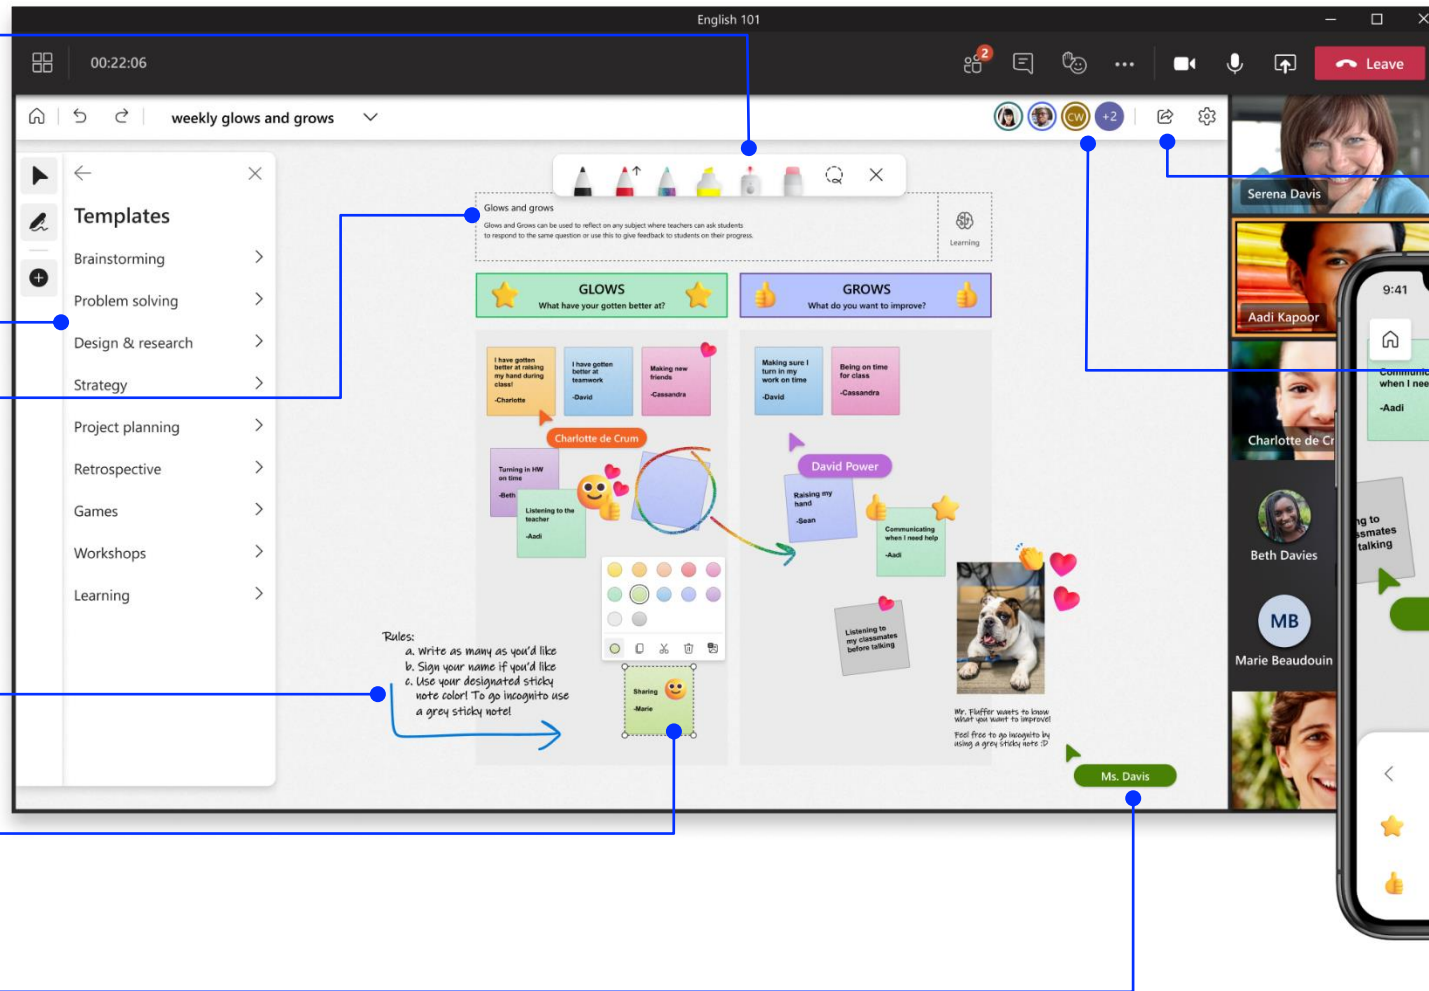 English 101
00:22:06
2
Leave
weekly glows and grows
CW
+2
Templates
Brainstorming
Problem solving
Design & research
Strategy
Project planning
Retrospective
Games
Workshops
Learning
Glows and grows
Glows and Grows can be used to reflect on any subject where teachers can ask students
to respond to the same question or use this to give feedback to students on their progress.
Learning
GLOWS
What have your gotten better at?
GROWS
What do you want to improve?
I have gotten
better at raising
my hand during
class!
-Charlotte
I have gotten
better at
teamwork
-David
Making new
friends
-Cassandra
Making sure I
turn in my
work on time
-David
Being on time
for class
-Cassandra
Charlotte de Crum
David Power
Turning in HW
on time
-Beth
Listening to the
teacher
-Aadi
Raising my
hand
-Sean
Communicating
when I need help
-Aadi
Listening to
my classmates
before talking
Rules:
a. Write as many as you'd like
b. Sign your name if you'd like
c. Use your designated sticky
note color! To go incognito use
a grey sticky note!
Sharing
-Marie
Mr. Fluffer wants to know
what you want to improve!
Feel free to go incognito by
using a grey sticky note :D
Ms. Davis
Serena Davis
Aadi Kapoor
Charlotte de Cr
Beth Davies
MB
Marie Beaudouin
9:41
Communic
when I nee
-Aadi
ng to
ssmates
talking